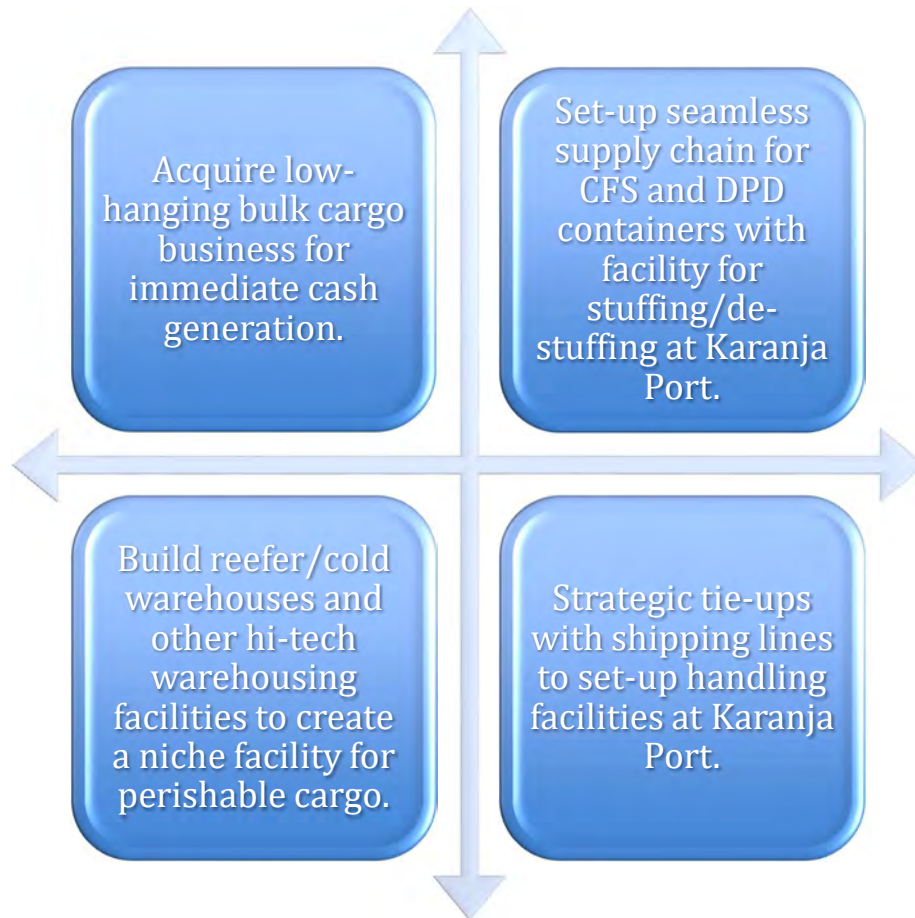 Acquire low-
hanging bulk cargo
business for
immediate cash
generation.
Set-up seamless
supply chain for
CFS and DPD
containers with
facility for
stuffing/de-
stuffing at Karanja
Port.
Build reefer/cold
warehouses and
other hi-tech
warehousing
facilities to create
a niche facility for
perishable cargo.
Strategic tie-ups
with shipping lines
to set-up handling
facilities at Karanja
Port.